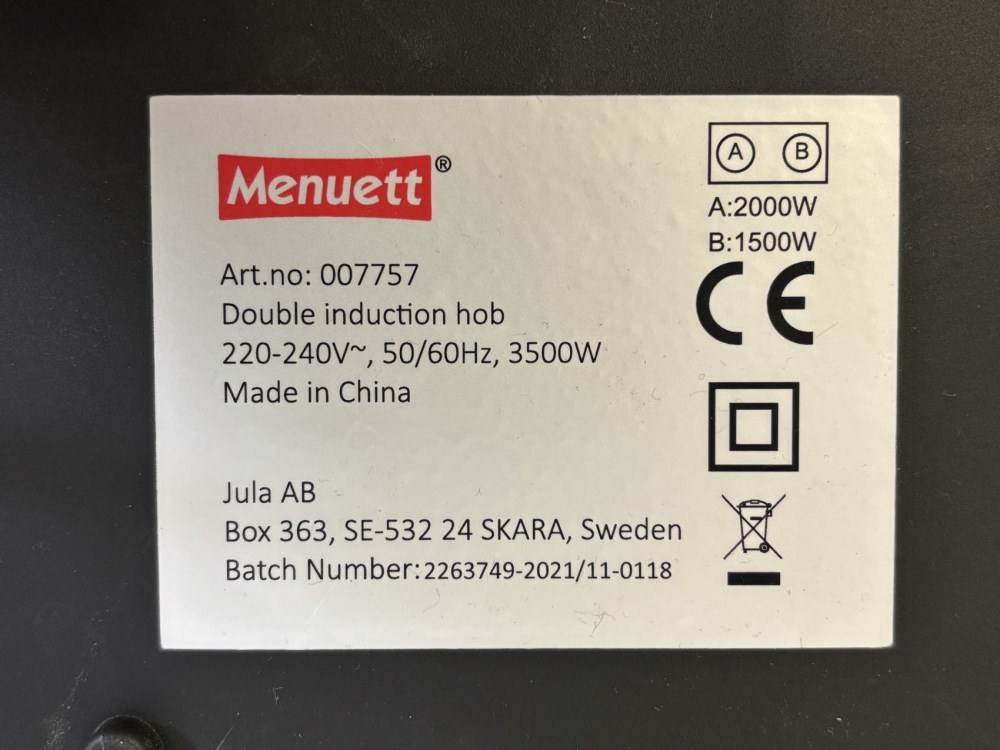 Menuett®
Art.no: 007757
Double induction hob
220-240V~, 50/60Hz, 3500W
Made in China
Jula AB
Box 363, SE-532 24 SKARA, Sweden
Batch Number:2263749-2021/11-0118
A B
A:2000W
B:1500W
CE